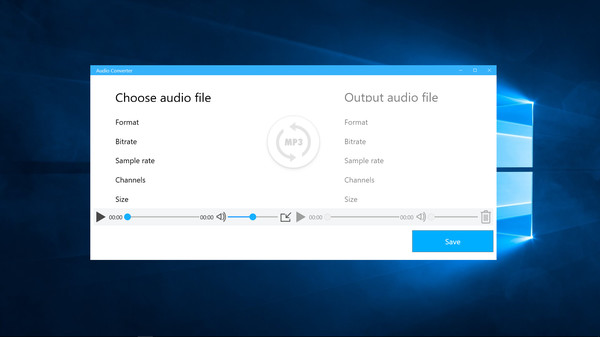 Audio Converter
Choose audio file
Output audio file
Format
Format
Bitrate
MP3
Bitrate
Sample rate
Sample rate
Channels
Channels
Size
Size
00:00
00:00
00:00
00:00
Save